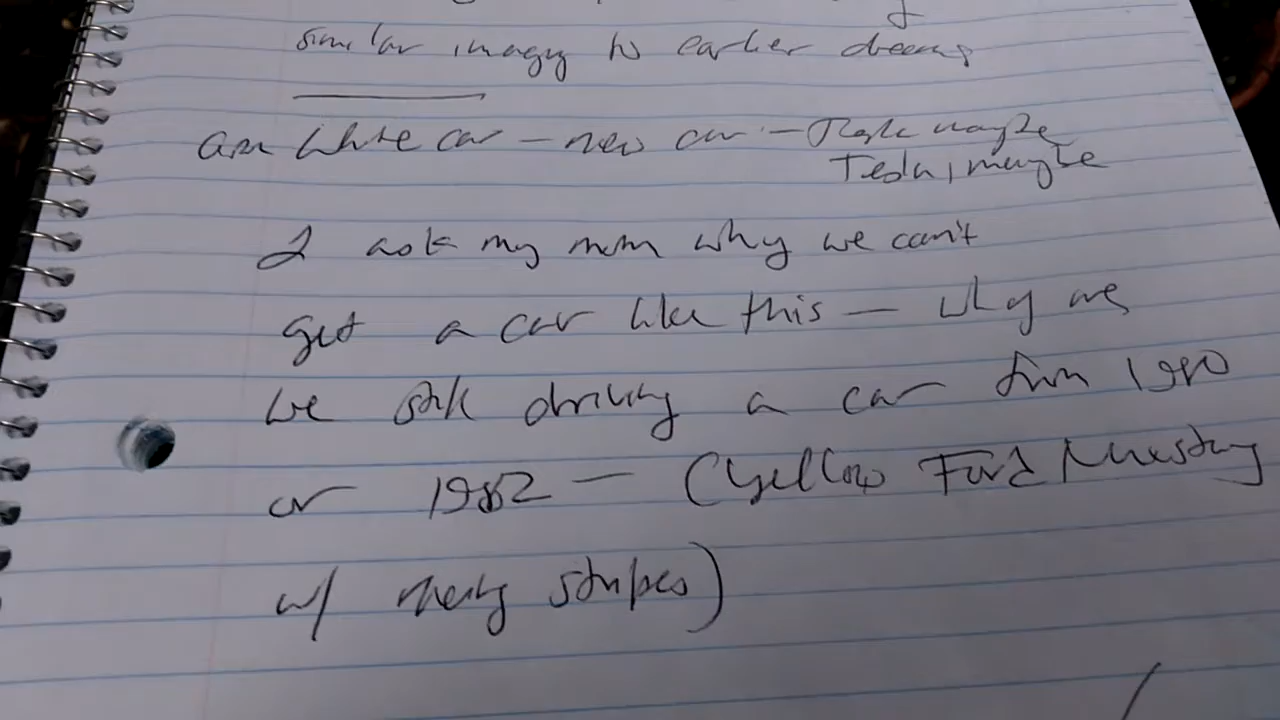 similar imagery to earlier dreams
am white car – new car – maybe
Tesla, maybe
I ask my mom why we can't
get a car like this — why are
we still driving a car from 1980
or 1982 — (yellow Ford Mustang
w/ racing stripes)